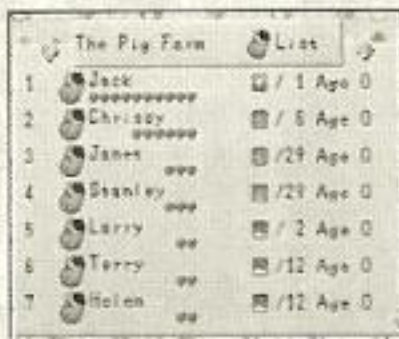 The Pig Farm List
1 Jack / 1 Age 0
2 Chrissy / 6 Age 0
3 Janet / 29 Age 0
4 Stanley / 29 Age 0
5 Larry / 2 Age 0
6 Terry / 12 Age 0
7 Helen / 12 Age 0